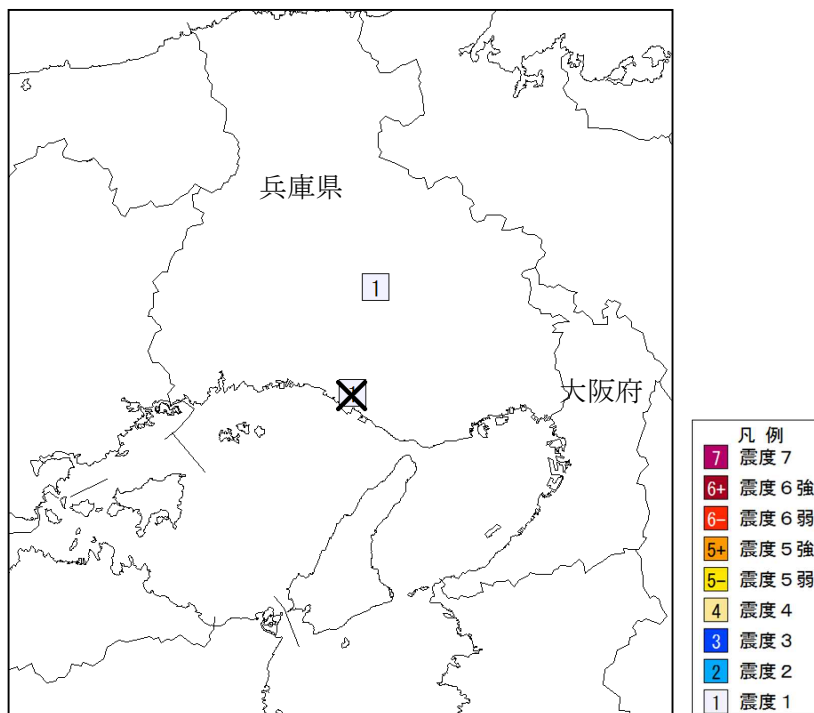 兵庫県
1
1
大阪府
凡 例
7 震度７
6+ 震度６強
6- 震度６弱
5+ 震度５強
5- 震度５弱
4 震度４
3 震度３
2 震度２
1 震度１